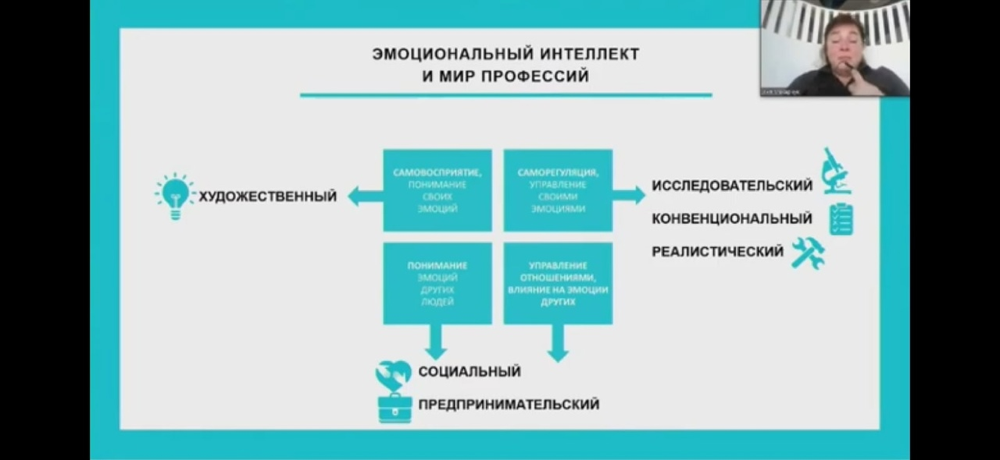 ЭМОЦИОНАЛЬНЫЙ ИНТЕЛЛЕКТ
И МИР ПРОФЕССИЙ
САМОВОСПРИЯТИЕ,
ПОНИМАНИЕ
СВОИХ
ЭМОЦИЙ
САМОРЕГУЛЯЦИЯ,
УПРАВЛЕНИЕ
СВОИМИ
ЭМОЦИЯМИ
ХУДОЖЕСТВЕННЫЙ
ИССЛЕДОВАТЕЛЬСКИЙ
КОНВЕНЦИОНАЛЬНЫЙ
РЕАЛИСТИЧЕСКИЙ
ПОНИМАНИЕ
ЭМОЦИЙ
ДРУГИХ
ЛЮДЕЙ
УПРАВЛЕНИЕ
ОТНОШЕНИЯМИ,
ВЛИЯНИЕ НА ЭМОЦИИ
ДРУГИХ
СОЦИАЛЬНЫЙ
ПРЕДПРИНИМАТЕЛЬСКИЙ